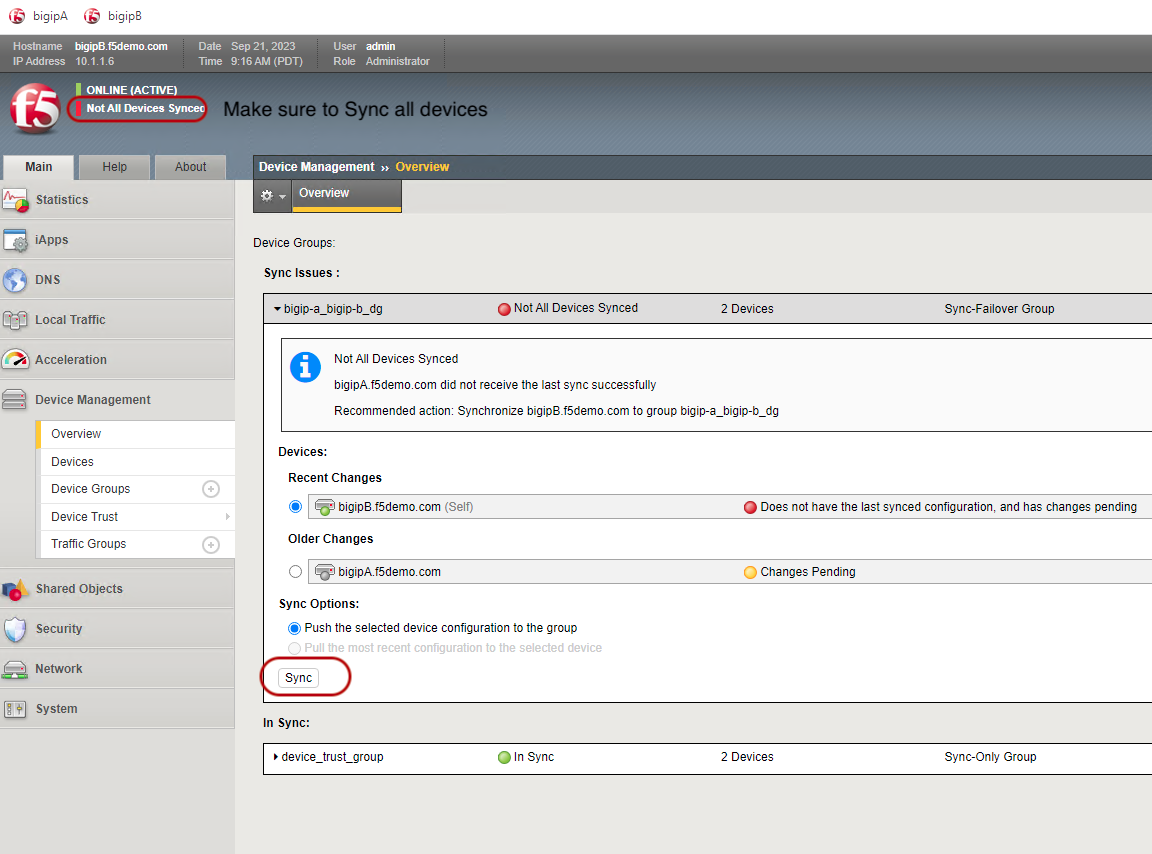 bigipA bigipB
Hostname bigipB.f5demo.com Date Sep 21, 2023 User admin
IP Address 10.1.1.6 Time 9:16 AM (PDT) Role Administrator
f5
ONLINE (ACTIVE)
Not All Devices Synced
Make sure to Sync all devices
Main Help About
Device Management ›› Overview
Overview
Statistics
iApps
DNS
Local Traffic
Acceleration
Device Management
Overview
Devices
Device Groups
Device Trust
Traffic Groups
Shared Objects
Security
Network
System
Device Groups:
Sync Issues :
bigip-a_bigip-b_dg Not All Devices Synced 2 Devices Sync-Failover Group
Not All Devices Synced
bigipA.f5demo.com did not receive the last sync successfully
Recommended action: Synchronize bigipB.f5demo.com to group bigip-a_bigip-b_dg
Devices:
Recent Changes
bigipB.f5demo.com (Self) Does not have the last synced configuration, and has changes pending
Older Changes
bigipA.f5demo.com Changes Pending
Sync Options:
Push the selected device configuration to the group
Pull the most recent configuration to the selected device
Sync
In Sync:
device_trust_group In Sync 2 Devices Sync-Only Group